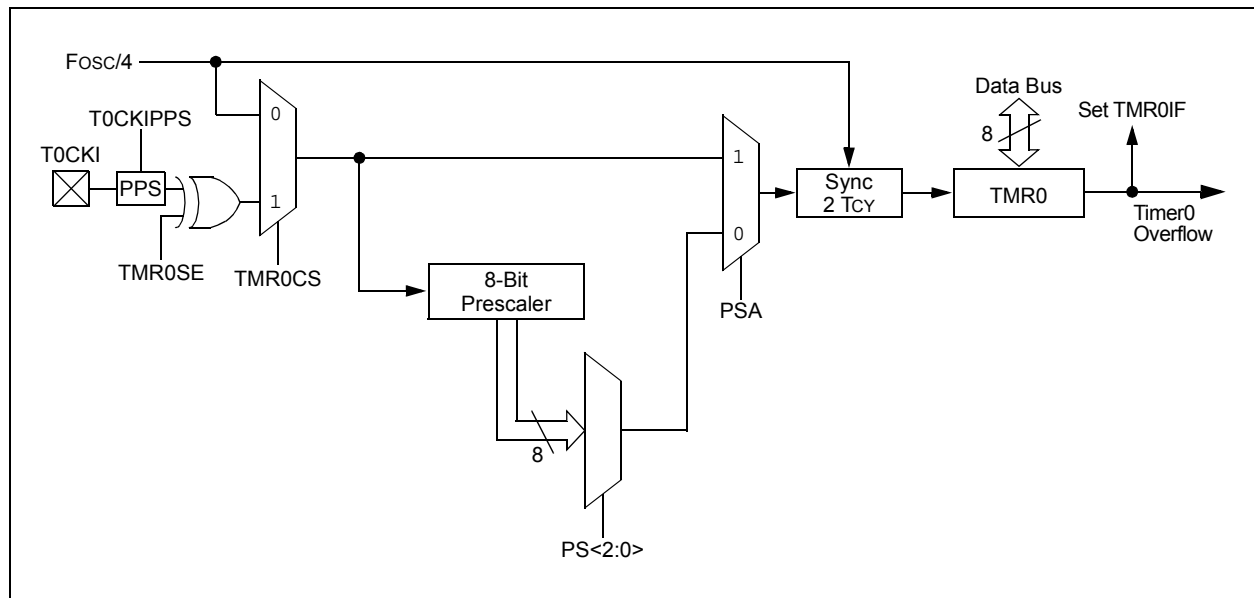 FOSC/4
Data Bus
T0CKIPPS
0
8
Set TMR0IF
T0CKI
1
PPS
Sync
2 TCY
TMR0
1
Timer0
Overflow
0
TMR0SE
TMR0CS
8-Bit
Prescaler
PSA
8
PS<2:0>